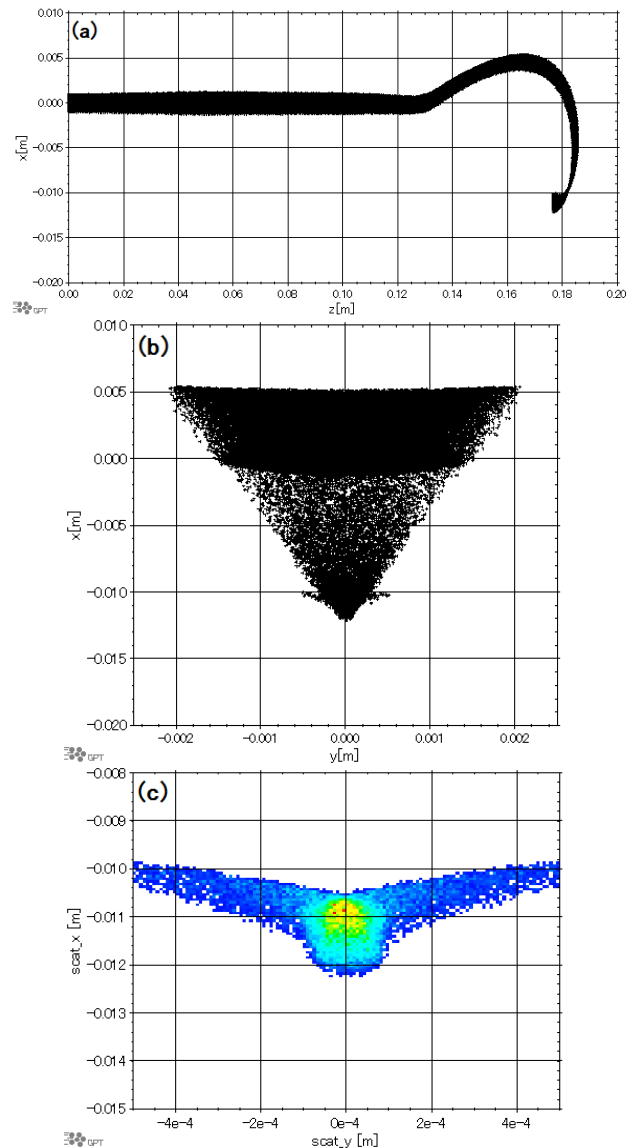 (a)
0.010
0.005
0.000
-0.005
-0.010
-0.015
-0.020
x[m]
0.00 0.02 0.04 0.06 0.08 0.10 0.12 0.14 0.16 0.18 0.20
z[m]
GPT
(b)
0.010
0.005
0.000
-0.005
-0.010
-0.015
-0.020
x[m]
-0.002 -0.001 0.000 0.001 0.002
y[m]
GPT
(c)
-0.008
-0.009
-0.010
-0.011
-0.012
-0.013
-0.014
-0.015
scat_x [m]
-4e-4 -2e-4 0e-4 2e-4 4e-4
scat_y [m]
GPT